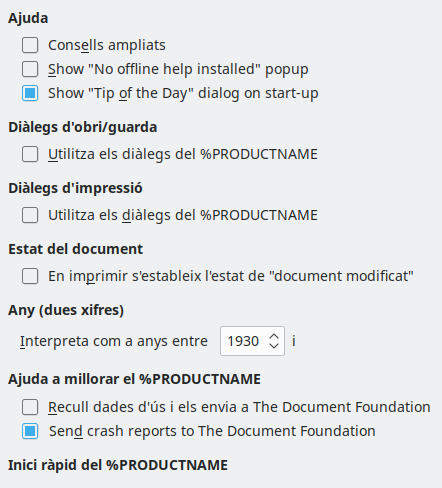 Ajuda
Consells ampliats
Show "No offline help installed" popup
Show "Tip of the Day" dialog on start-up
Diàlegs d'obri/guarda
Utilitza els diàlegs del %PRODUCTNAME
Diàlegs d'impressió
Utilitza els diàlegs del %PRODUCTNAME
Estat del document
En imprimir s'estableix l'estat de "document modificat"
Any (dues xifres)
Interpreta com a anys entre 1930 i
Ajuda a millorar el %PRODUCTNAME
Recull dades d'ús i els envia a The Document Foundation
Send crash reports to The Document Foundation
Inici ràpid del %PRODUCTNAME